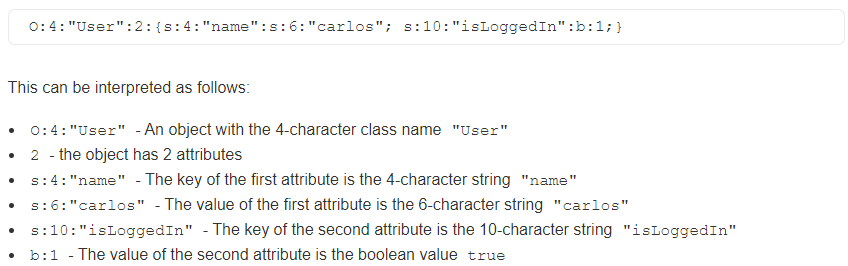 O:4:"User":2:{s:4:"name":s:6:"carlos"; s:10:"isLoggedIn":b:1;}
This can be interpreted as follows:
• O:4:"User" - An object with the 4-character class name "User"
• 2 - the object has 2 attributes
• s:4:"name" - The key of the first attribute is the 4-character string "name"
• s:6:"carlos" - The value of the first attribute is the 6-character string "carlos"
• s:10:"isLoggedIn" - The key of the second attribute is the 10-character string "isLoggedIn"
• b:1 - The value of the second attribute is the boolean value true